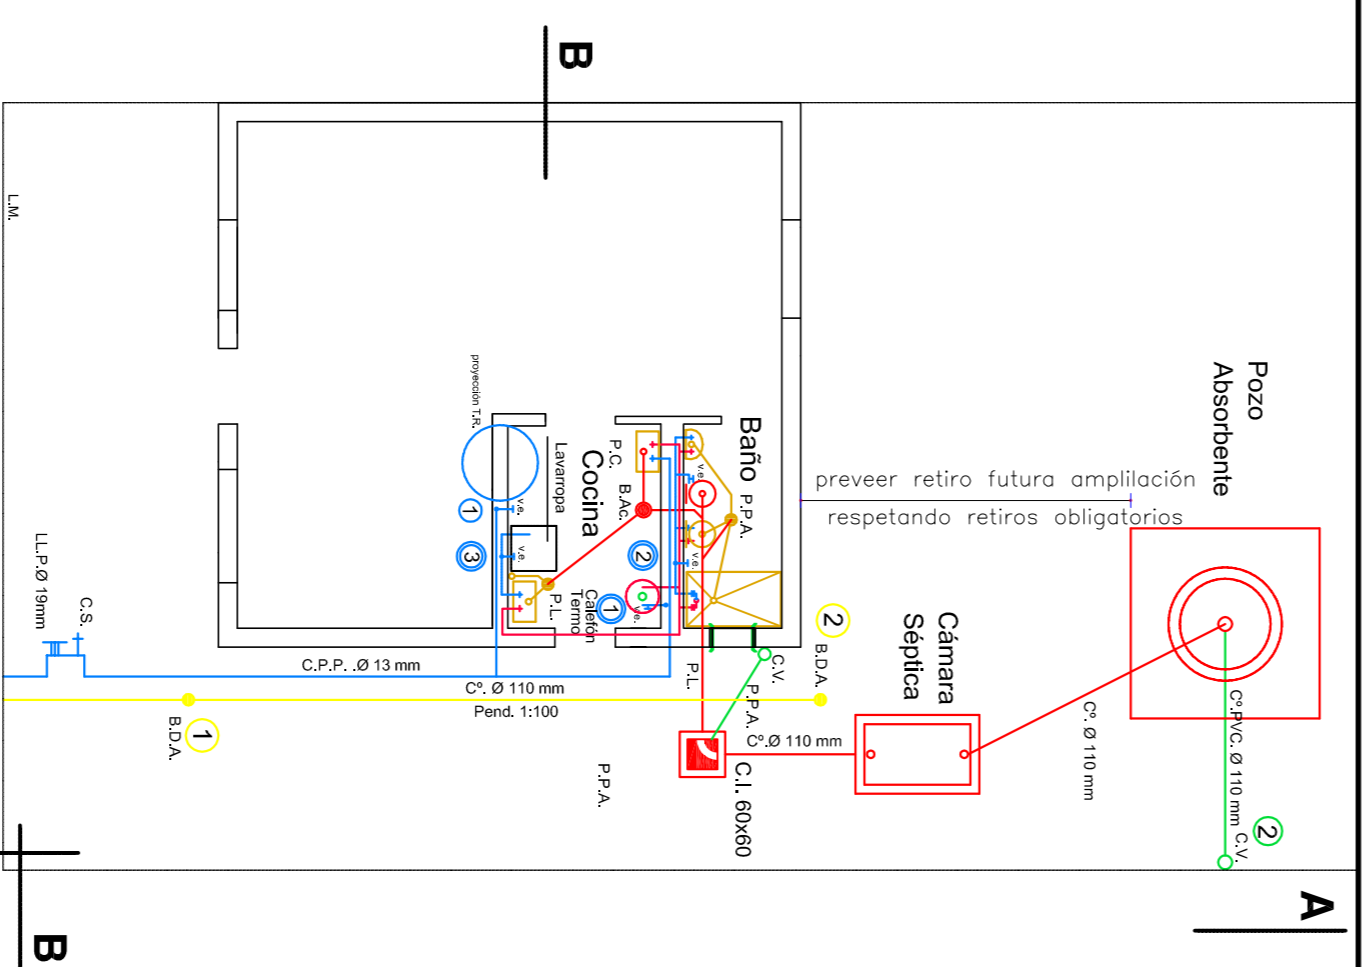 B
L.M.
Pozo
Absorbente
preveer retiro futura amplilación
respetando retiros obligatorios
Baño
P.P.A.
v.e.
v.e.
v.e.
P.C.
B.Ac.
Cocina
Lavarropa
proyección T.R.
v.e.
v.e.
1
3
2
1
P.L.
Calefón
Termo
2
B.D.A.
C.V.
P.L.
P.P.A.
Cámara
Séptica
Cº. Ø 110 mm
Cº.PVC. Ø 110 mm
C.V.
2
LL.P.Ø 19mm
C.S.
C.P.P. .Ø 13 mm
Cº. Ø 110 mm
Pend. 1:100
1
B.D.A.
P.P.A.
Cº.Ø 110 mm
C.I. 60x60
A
B